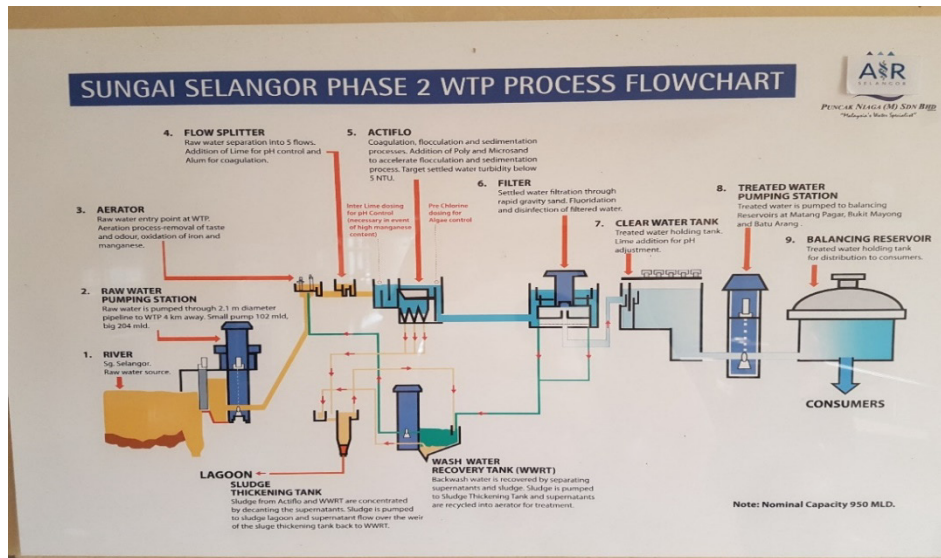 SUNGAI SELANGOR PHASE 2 WTP PROCESS FLOWCHART
AIR
SELANGOR
PUNCAK NIAGA (M) SDN BHD
"Malaysia's Water Specialist"
4. FLOW SPLITTER
Raw water separation into 5 flows.
Addition of Lime for pH control and
Alum for coagulation.
5. ACTIFLO
Coagulation, flocculation and sedimentation
processes. Addition of Poly and Microsand
to accelerate flocculation and sedimentation
process. Target settled water turbidity below
5 NTU.
6. FILTER
Settled water filtration through
rapid gravity sand. Fluoridation
and disinfection of filtered water.
8. TREATED WATER
PUMPING STATION
Treated water is pumped to balancing
Reservoirs at Matang Pagar, Bukit Mayong
and Batu Arang .
3. AERATOR
Raw water entry point at WTP.
Aeration process-removal of taste
and odour, oxidation of iron and
manganese.
Inter Lime dosing
for pH Control
(necessary in event
of high manganese
content)
Pre Chlorine
dosing for
Algae control
7. CLEAR WATER TANK
Treated water holding tank.
Lime addition for pH
adjustment.
9. BALANCING RESERVOIR
Treated water holding tank
for distribution to consumers.
2. RAW WATER
PUMPING STATION
Raw water is pumped through 2.1 m diameter
pipeline to WTP 4 km away. Small pump 102 mld,
big 204 mld.
1. RIVER
Sg. Selangor.
Raw water source.
CONSUMERS
LAGOON
SLUDGE
THICKENING TANK
Sludge from Actiflo and WWRT are concentrated
by decanting the supernatants. Sludge is pumped
to sludge lagoon and supernatant flow over the weir
of the sluge thickening tank back to WWRT.
WASH WATER
RECOVERY TANK (WWRT)
Backwash water is recovered by separating
supernatants and sludge. Sludge is pumped
to Sludge Thickening Tank and supernatants
are recycled into aerator for treatment.
Note: Nominal Capacity 950 MLD.